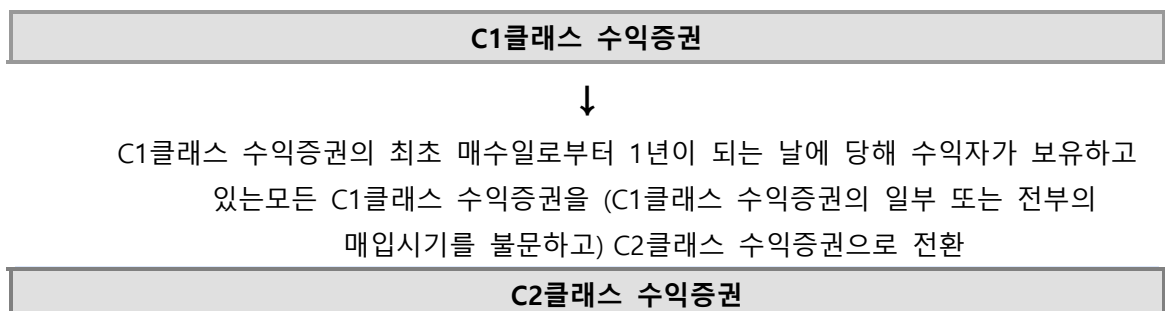 C1클래스 수익증권
↓
C1클래스 수익증권의 최초 매수일로부터 1년이 되는 날에 당해 수익자가 보유하고
있는모든 C1클래스 수익증권을 (C1클래스 수익증권의 일부 또는 전부의
매입시기를 불문하고) C2클래스 수익증권으로 전환
C2클래스 수익증권